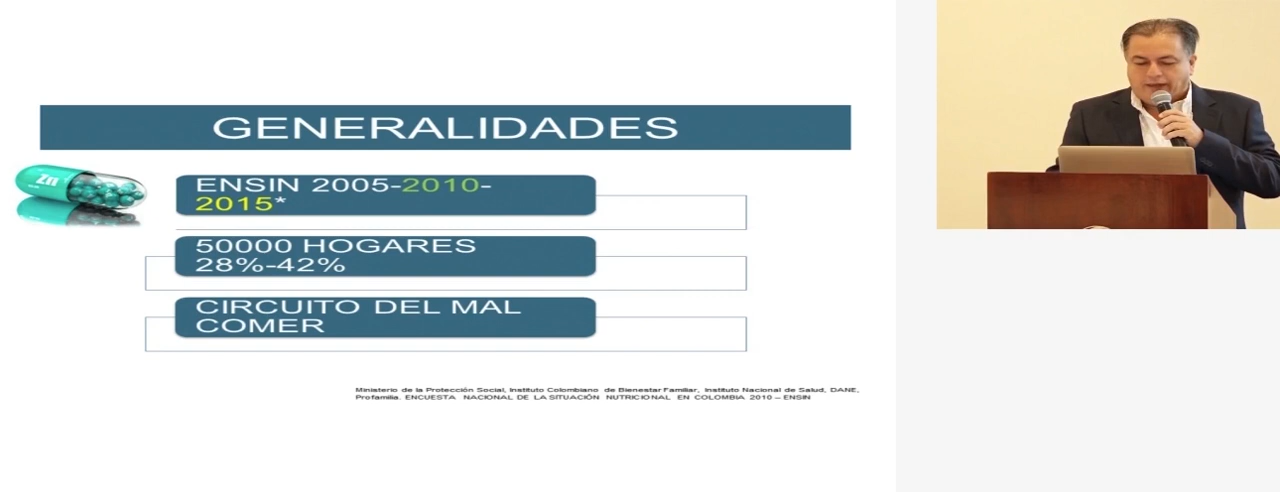 GENERALIDADES
Zn
ENSIN 2005-2010-
2015*
50000 HOGARES
28%-42%
CIRCUITO DEL MAL
COMER
Ministerio de la Protección Social, Instituto Colombiano de Bienestar Familiar, Instituto Nacional de Salud, DANE,
Profamilia. ENCUESTA NACIONAL DE LA SITUACIÓN NUTRICIONAL EN COLOMBIA 2010 – ENSIN